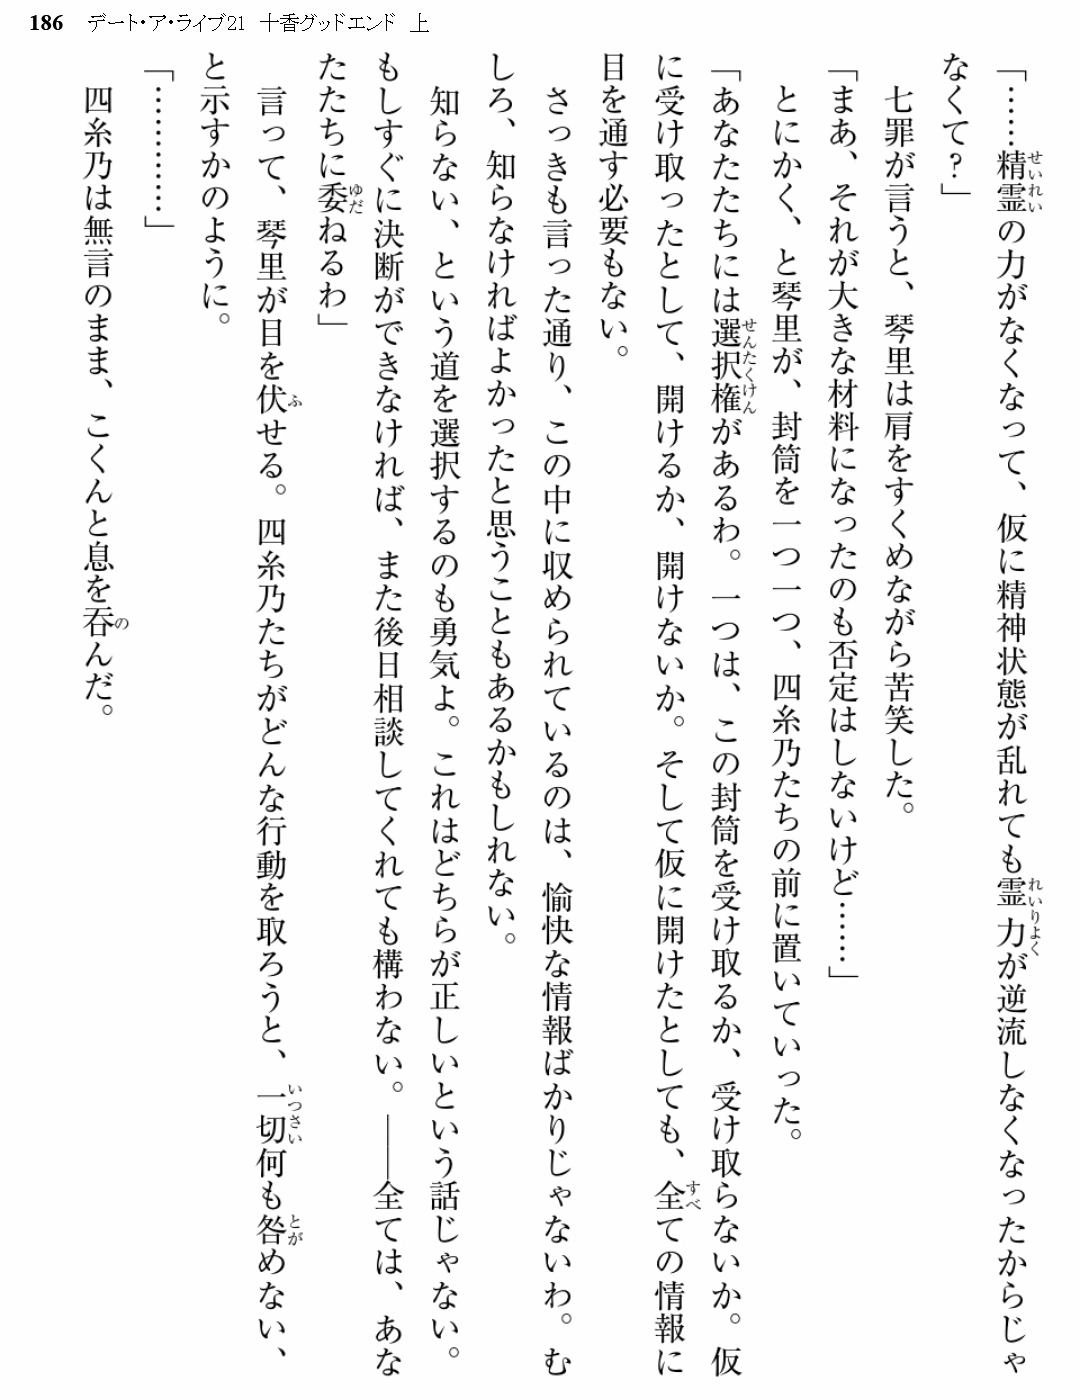 186 デート・ア・ライブ21 十香グッドエンド 上
「……精霊の力がなくなって、仮に精神状態が乱れても霊力が逆流しなくなったからじゃ
なくて?」
七罪が言うと、琴里は肩をすくめながら苦笑した。
「まあ、それが大きな材料になったのも否定はしないけど……」
とにかく、と琴里が、封筒を一つ一つ、四糸乃たちの前に置いていった。
「あなたたちには選択権があるわ。一つは、この封筒を受け取るか、受け取らないか。仮
に受け取ったとして、開けるか、開けないか。そして仮に開けたとしても、全ての情報に
目を通す必要もない。
さっきも言った通り、この中に収められているのは、愉快な情報ばかりじゃないわ。む
しろ、知らなければよかったと思うこともあるかもしれない。
知らない、という道を選択するのも勇気よ。これはどちらが正しいという話じゃない。
もしすぐに決断ができなければ、また後日相談してくれても構わない。――全ては、あな
たたちに委ねるわ」
言って、琴里が目を伏せる。四糸乃たちがどんな行動を取ろうと、一切何も咎めない、
と示すかのように。
「…………」
四糸乃は無言のまま、こくんと息を呑んだ。